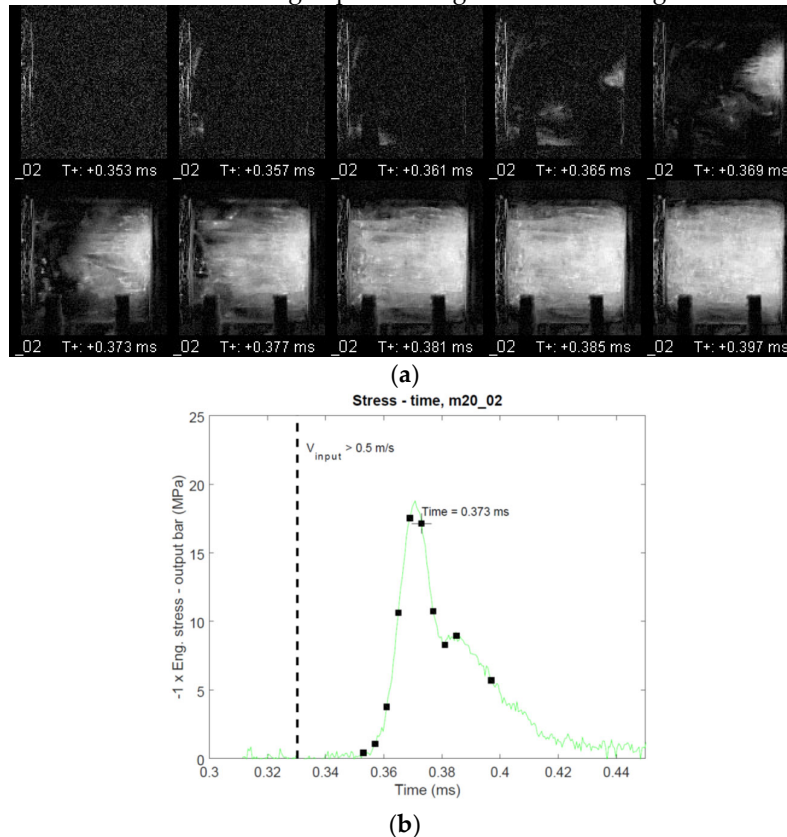 _02 T+: +0.353 ms _02 T+: +0.357 ms _02 T+: +0.361 ms _02 T+: +0.365 ms _02 T+: +0.369 ms
_02 T+: +0.373 ms _02 T+: +0.377 ms _02 T+: +0.381 ms _02 T+: +0.385 ms _02 T+: +0.397 ms
(a)
Stress - time, m20_02
25
V_input > 0.5 m/s
20
Time = 0.373 ms
15
10
5
0
-1 x Eng. stress - output bar (MPa)
0.3 0.32 0.34 0.36 0.38 0.4 0.42 0.44
Time (ms)
(b)